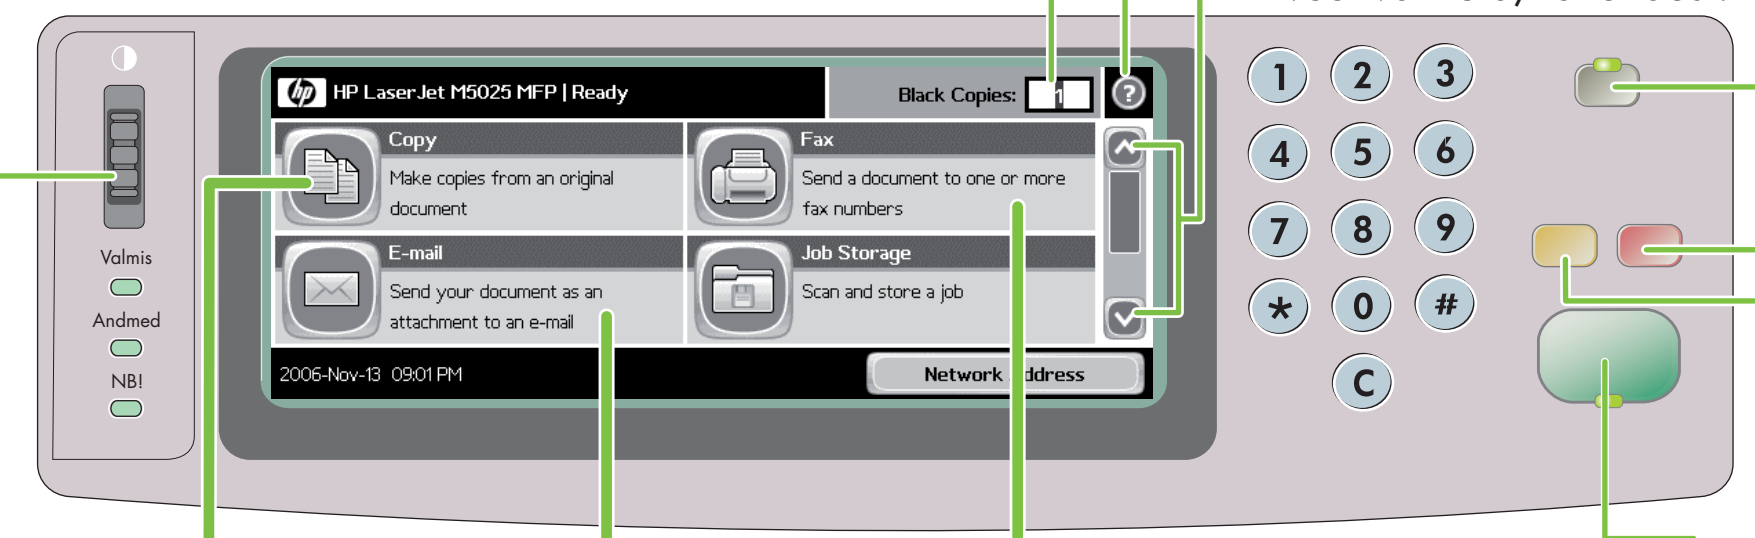 HP LaserJet M5025 MFP | Ready
Black Copies: 1
?
Copy
Make copies from an original
document
Fax
Send a document to one or more
fax numbers
E-mail
Send your document as an
attachment to an e-mail
Job Storage
Scan and store a job
2006-Nov-13 09:01 PM
Network Address
Valmis
Andmed
NB!
1 2 3
4 5 6
7 8 9
* 0 #
C